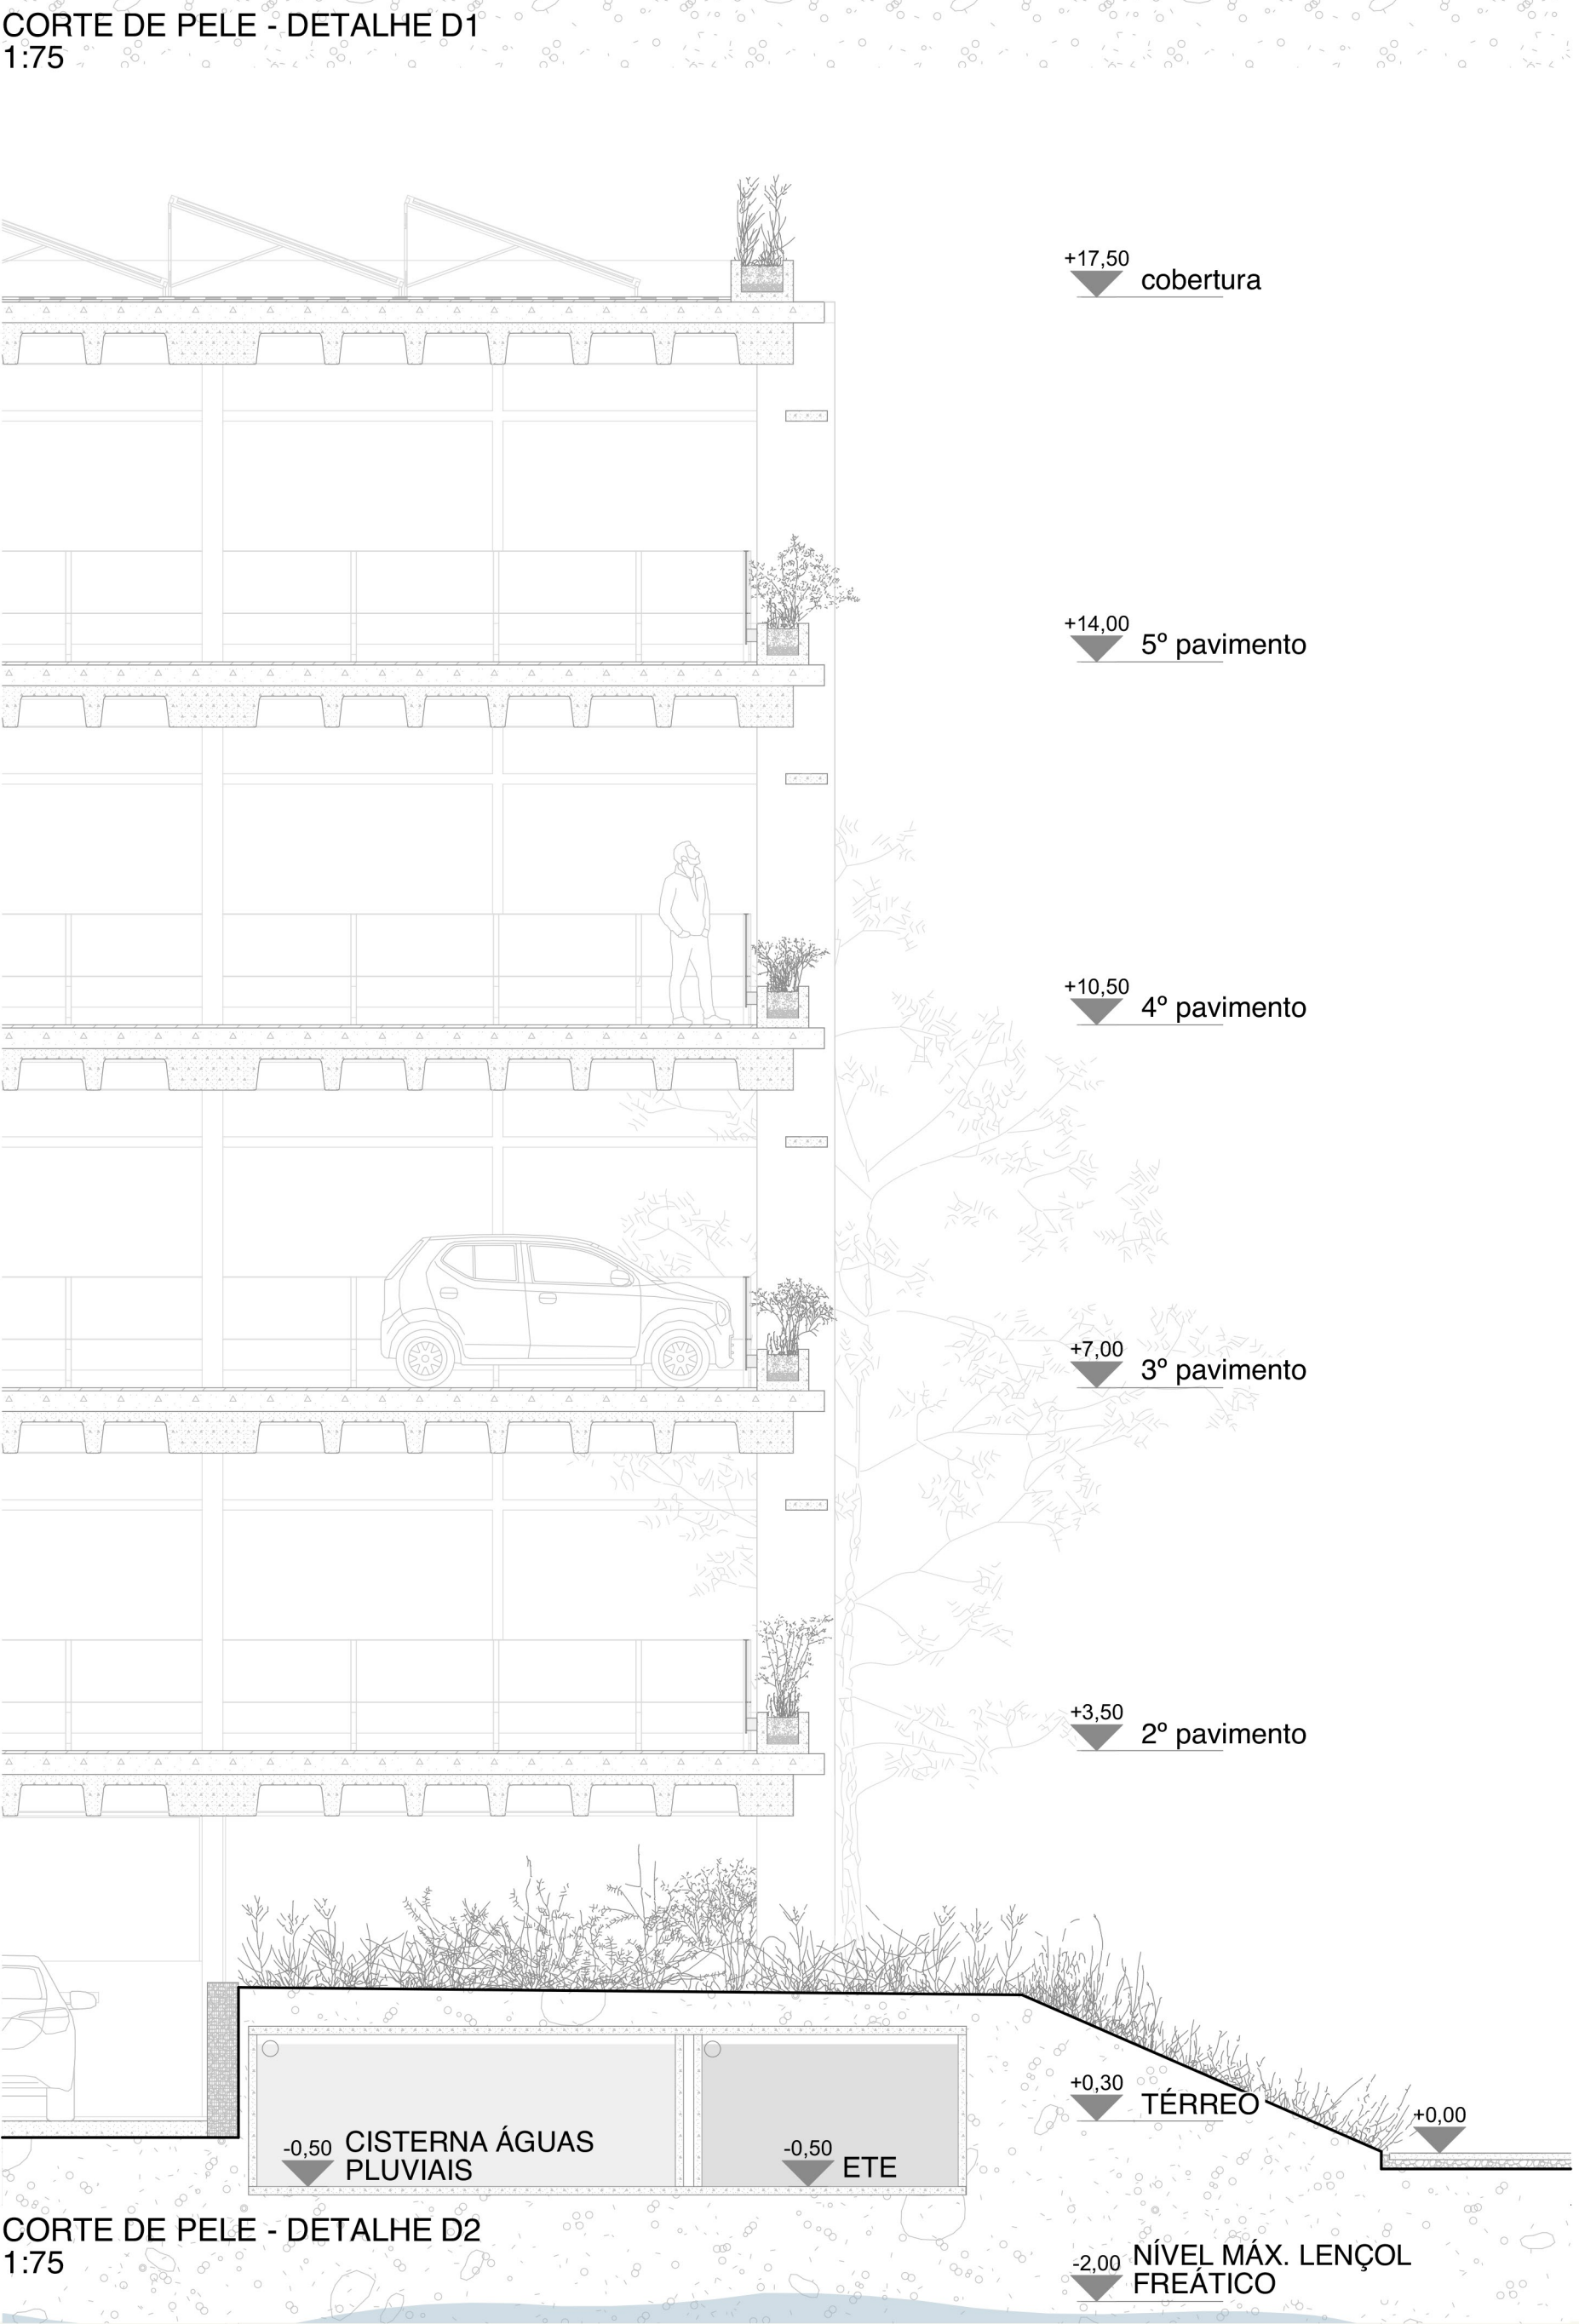 CORTE DE PELE - DETALHE D1
1:75
+17,50
cobertura
+14,00
5º pavimento
+10,50
4º pavimento
+7,00
3º pavimento
+3,50
2º pavimento
+0,30
TÉRREO
+0,00
-0,50
CISTERNA ÁGUAS
PLUVIAIS
-0,50
ETE
CORTE DE PELE - DETALHE D2
1:75
-2,00
NÍVEL MÁX. LENÇOL
FREÁTICO